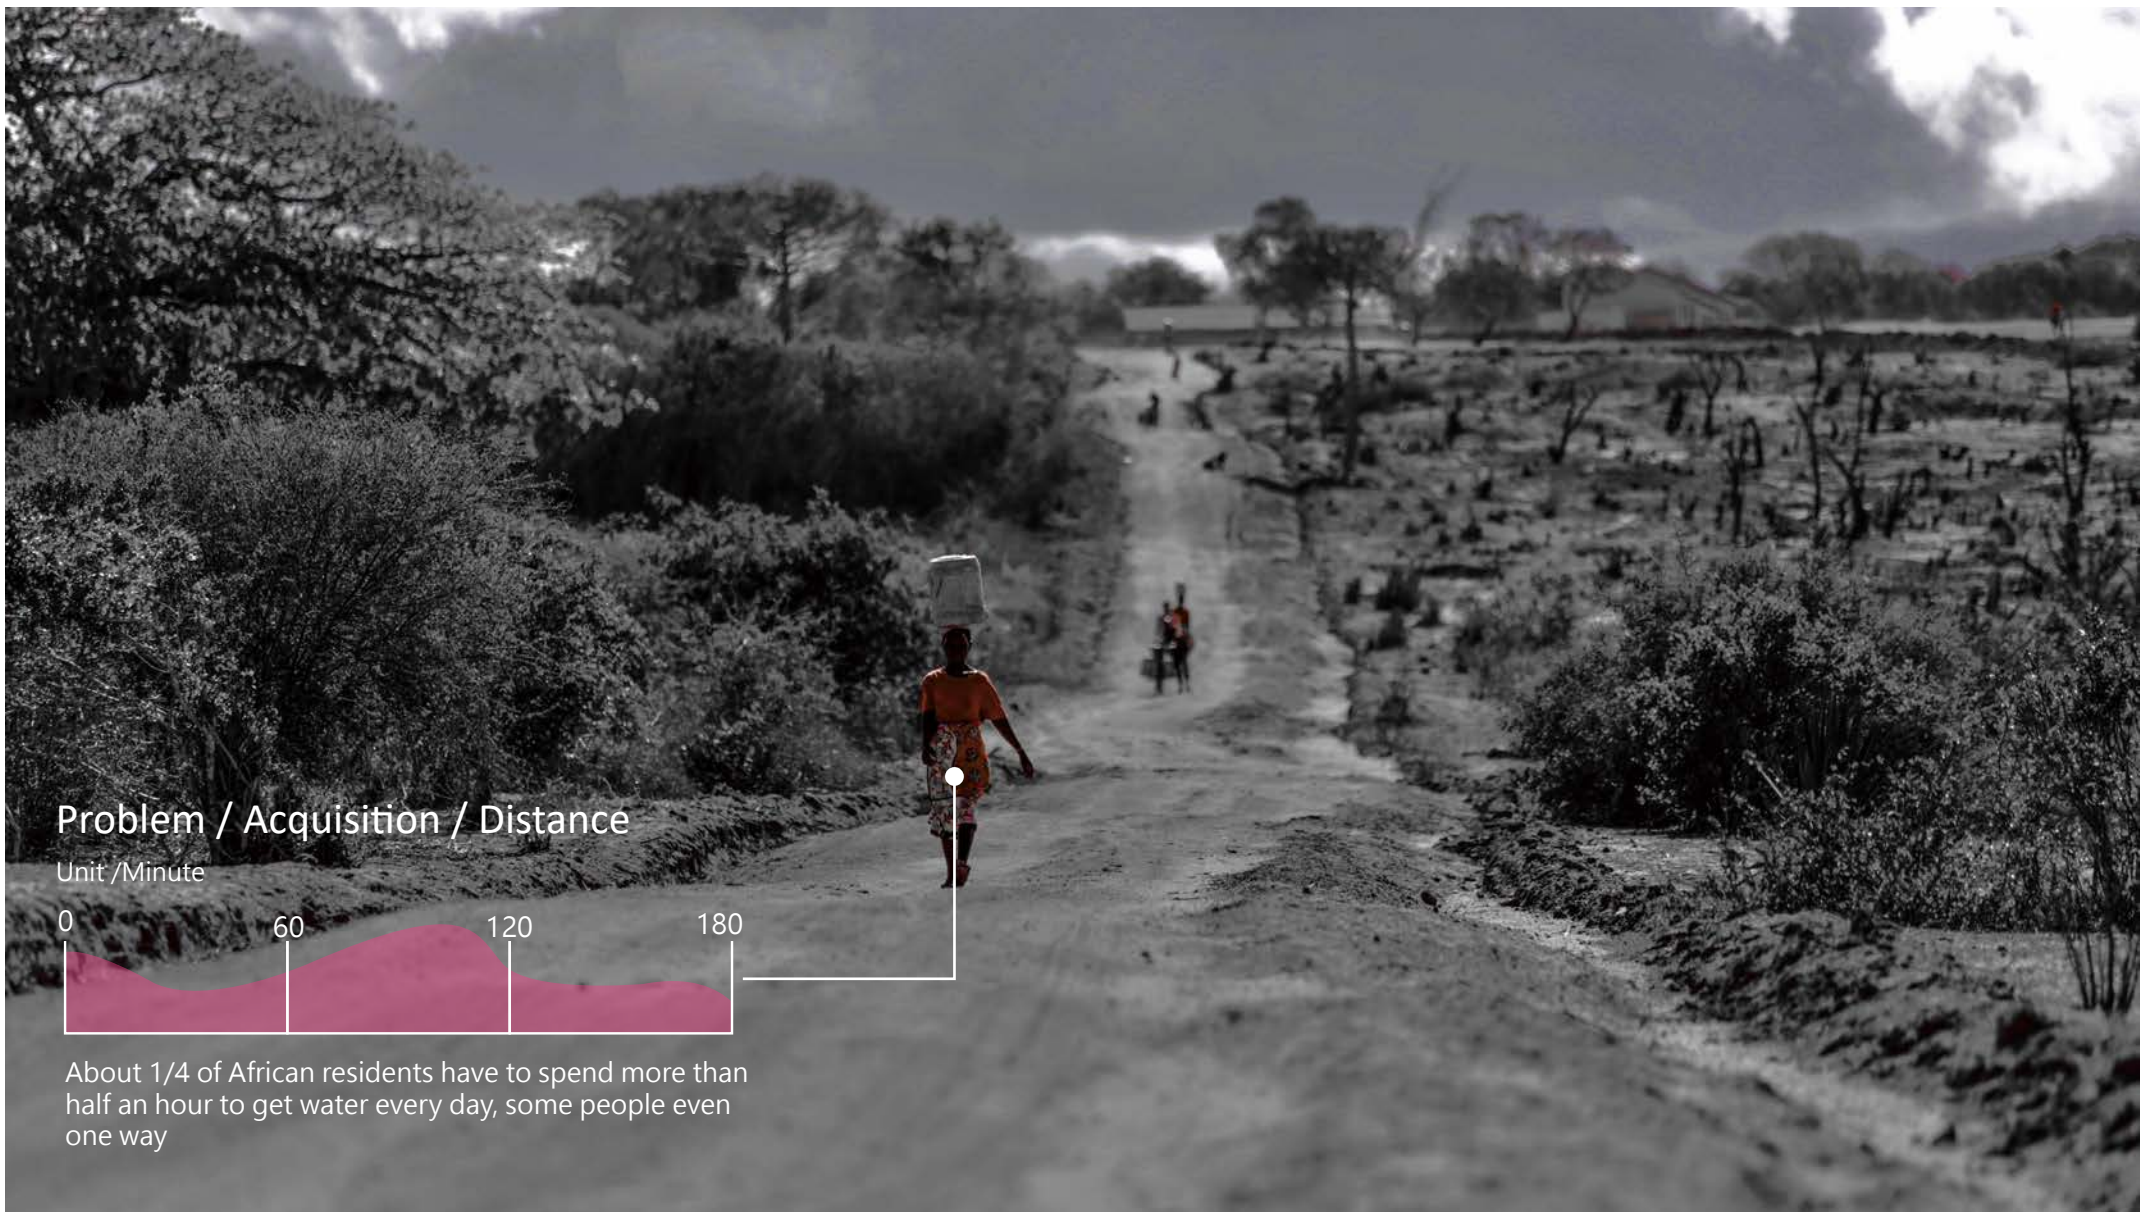 Problem / Acquisition / Distance
Unit /Minute
0 60 120 180
About 1/4 of African residents have to spend more than
half an hour to get water every day, some people even
one way